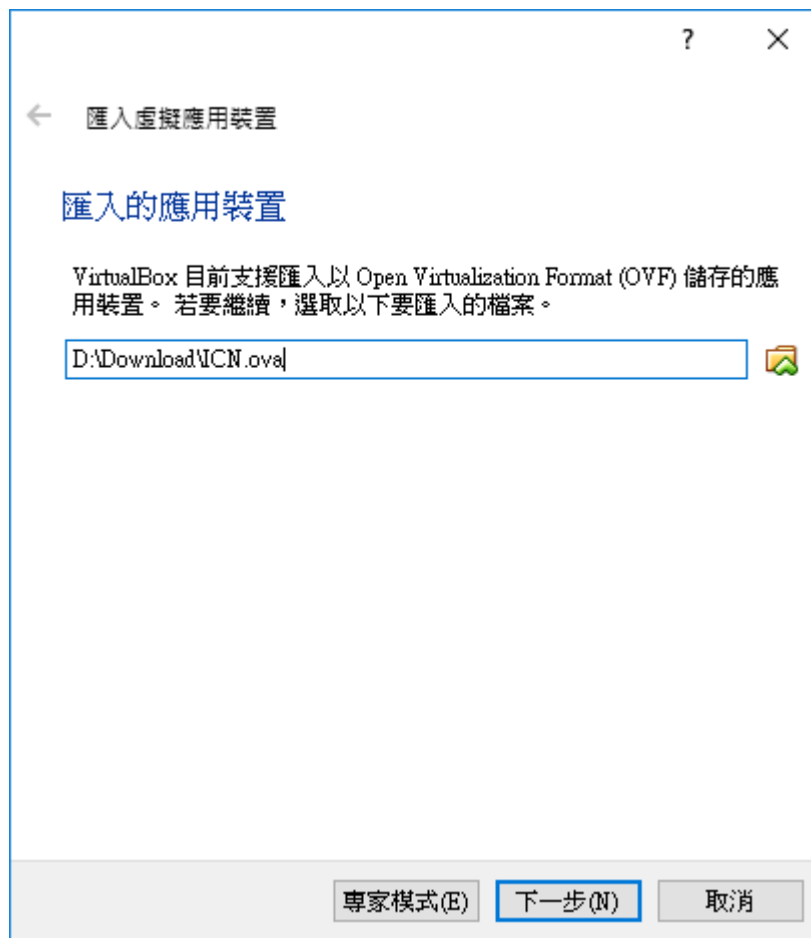 ?
匯入虛擬應用裝置
匯入的應用裝置
VirtualBox 目前支援匯入以 Open Virtualization Format (OVF) 儲存的應
用裝置。 若要繼續，選取以下要匯入的檔案。
D:\Download\ICN.ova
專家模式(E)
下一步(N)
取消